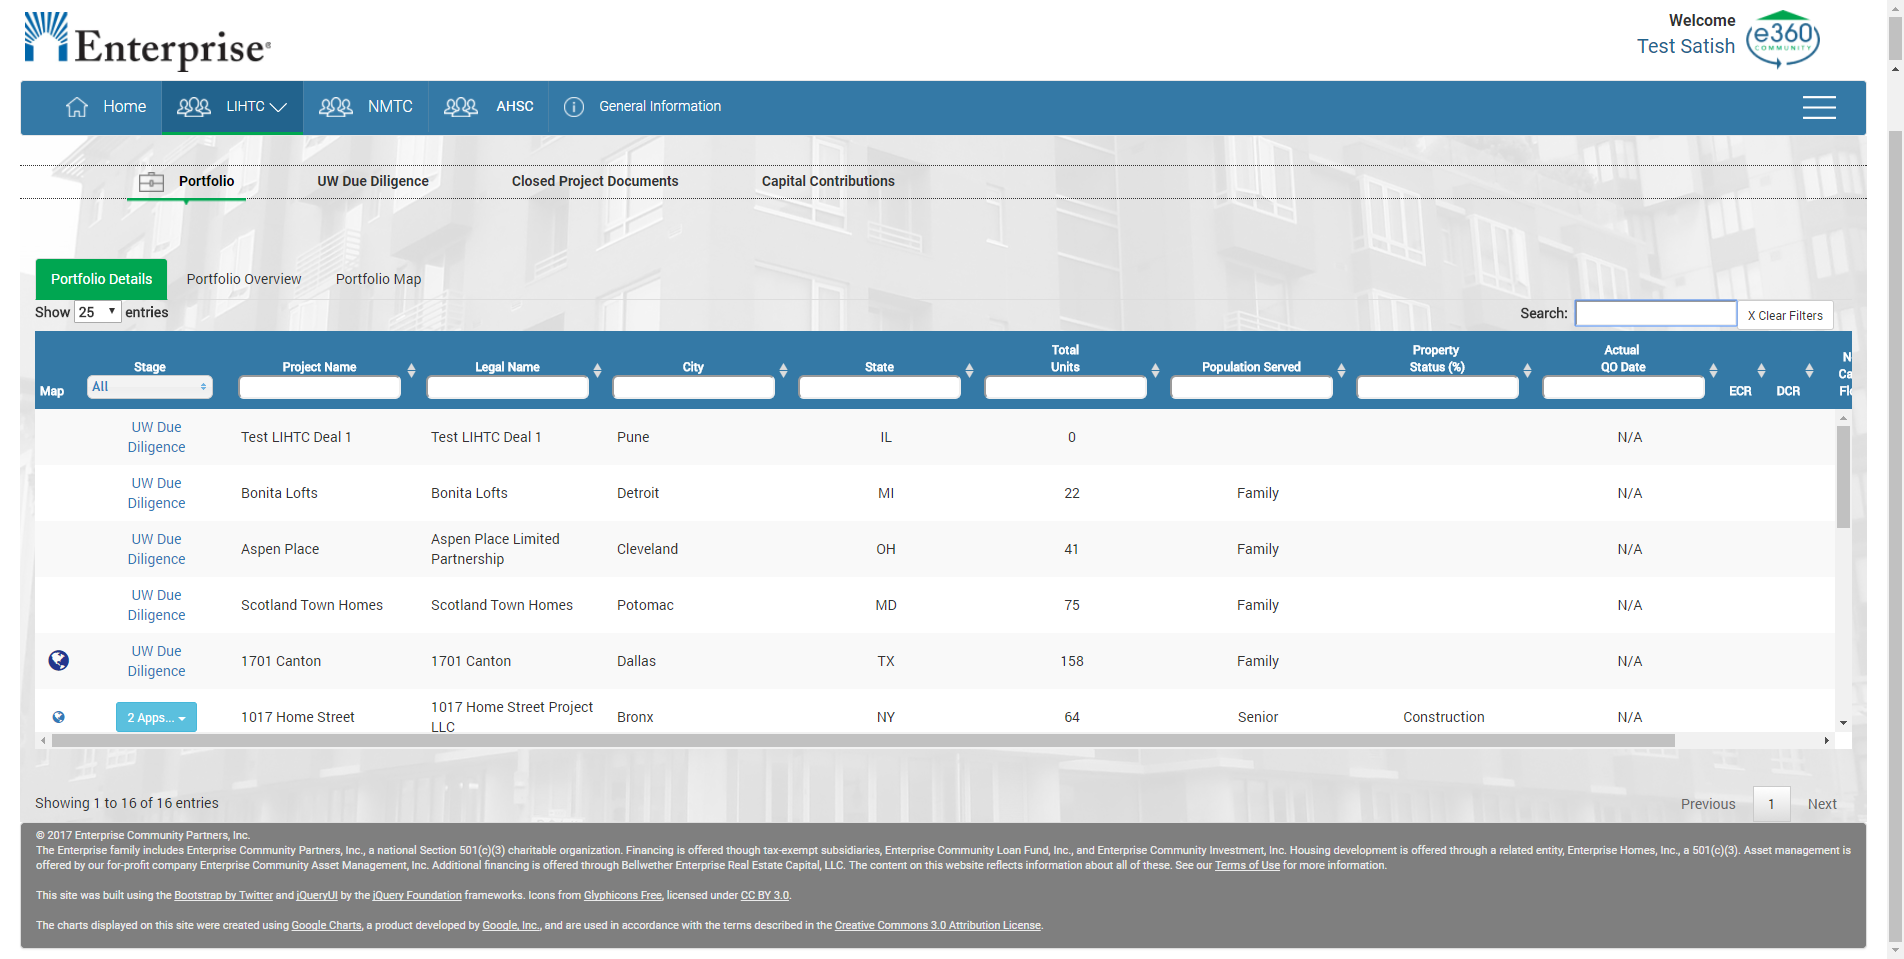 Enterprise
Welcome
Test Satish
e360
COMMUNITY
Home
LIHTC
NMTC
AHSC
General Information
Portfolio
UW Due Diligence
Closed Project Documents
Capital Contributions
Portfolio Details
Portfolio Overview
Portfolio Map
Show 25 entries
Search:
X Clear Filters
Map
Stage
All
Project Name
Legal Name
City
State
Total
Units
Population Served
Property
Status (%)
Actual
QO Date
ECR
DCR
UW Due
Diligence
Test LIHTC Deal 1
Test LIHTC Deal 1
Pune
IL
0
N/A
UW Due
Diligence
Bonita Lofts
Bonita Lofts
Detroit
MI
22
Family
N/A
UW Due
Diligence
Aspen Place
Aspen Place Limited
Partnership
Cleveland
OH
41
Family
N/A
UW Due
Diligence
Scotland Town Homes
Scotland Town Homes
Potomac
MD
75
Family
N/A
UW Due
Diligence
1701 Canton
1701 Canton
Dallas
TX
158
Family
N/A
2 Apps...
1017 Home Street
1017 Home Street Project
LLC
Bronx
NY
64
Senior
Construction
N/A
Showing 1 to 16 of 16 entries
Previous
1
Next
© 2017 Enterprise Community Partners, Inc.
The Enterprise family includes Enterprise Community Partners, Inc., a national Section 501(c)(3) charitable organization. Financing is offered though tax-exempt subsidiaries, Enterprise Community Loan Fund, Inc., and Enterprise Community Investment, Inc. Housing development is offered through a related entity, Enterprise Homes, Inc., a 501(c)(3). Asset management is
offered by our for-profit company Enterprise Community Asset Management, Inc. Additional financing is offered through Bellwether Enterprise Real Estate Capital, LLC. The content on this website reflects information about all of these. See our Terms of Use for more information.
This site was built using the Bootstrap by Twitter and jQueryUI by the jQuery Foundation frameworks. Icons from Glyphicons Free, licensed under CC BY 3.0.
The charts displayed on this site were created using Google Charts, a product developed by Google, Inc., and are used in accordance with the terms described in the Creative Commons 3.0 Attribution License.